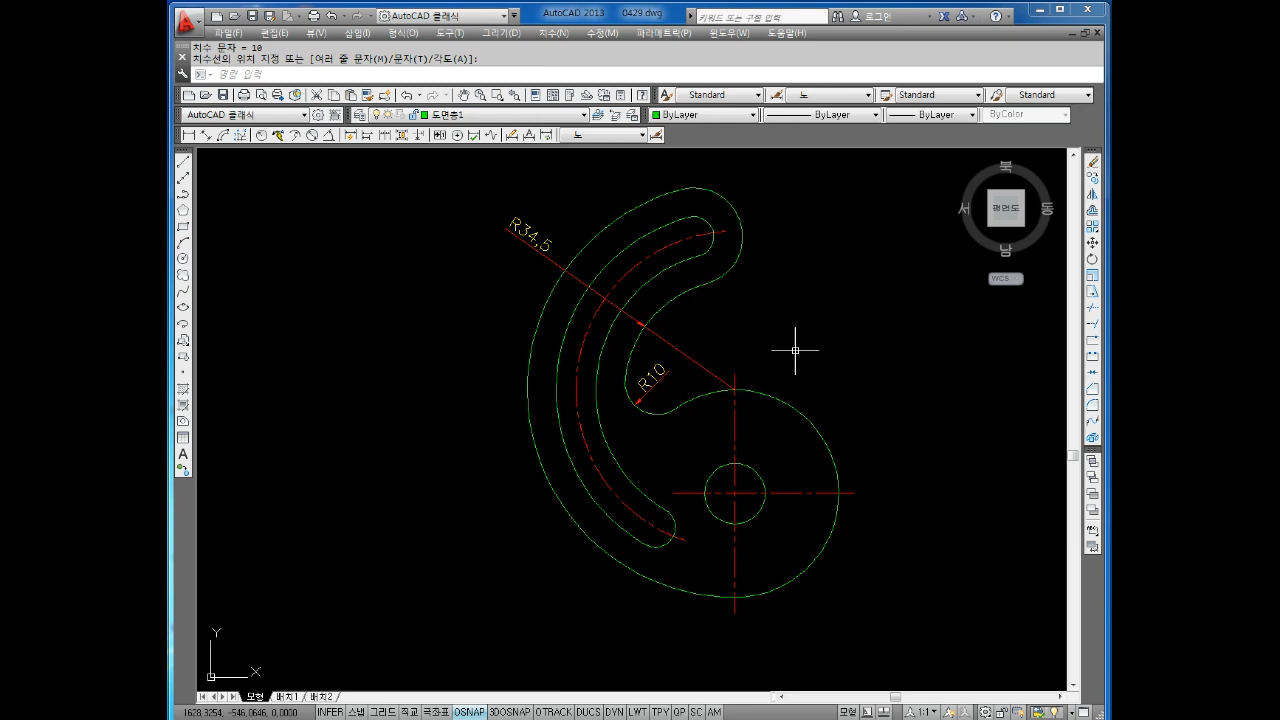 AutoCAD 클래식
AutoCAD 2013 0429.dwg
키워드 또는 구절 입력
로그인
파일(F) 편집(E) 뷰(V) 삽입(I) 형식(O) 도구(T) 그리기(D) 치수(N) 수정(M) 파라메트릭(P) 윈도우(W) 도움말(H)
치수 문자 = 10
치수선의 위치 지정 또는 [여러 줄 문자(M)/문자(T)/각도(A)]:
명령 입력
Standard 노 Standard Standard
AutoCAD 클래식 도면층1 ByLayer ByLayer ByLayer ByColor
노
북
서 평면도 동
남
WCS
R34,5
R10
Y
X
모형 배치1 배치2
1628,3254, -546,0646, 0,0000 INFER 스냅 그리드 직교 극좌표 OSNAP 3DOSNAP OTRACK DUCS DYN LWT TPY QP SC AM 모형 1:1